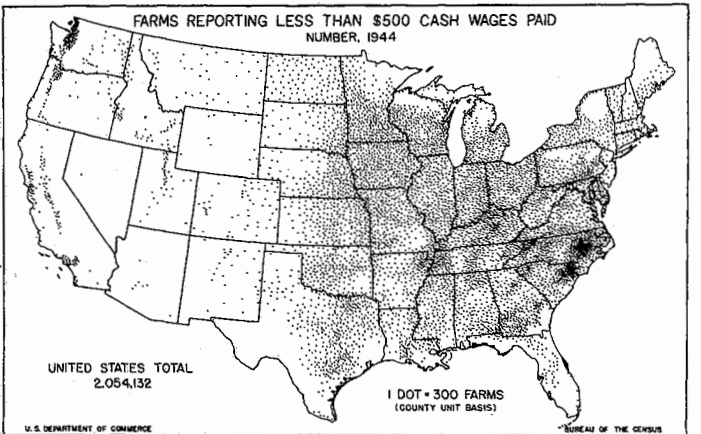 FARMS REPORTING LESS THAN $500 CASH WAGES PAID
NUMBER, 1944
UNITED STATES TOTAL
2,054,132
1 DOT = 300 FARMS
(COUNTY UNIT BASIS)
U. S. DEPARTMENT OF COMMERCE
BUREAU OF THE CENSUS